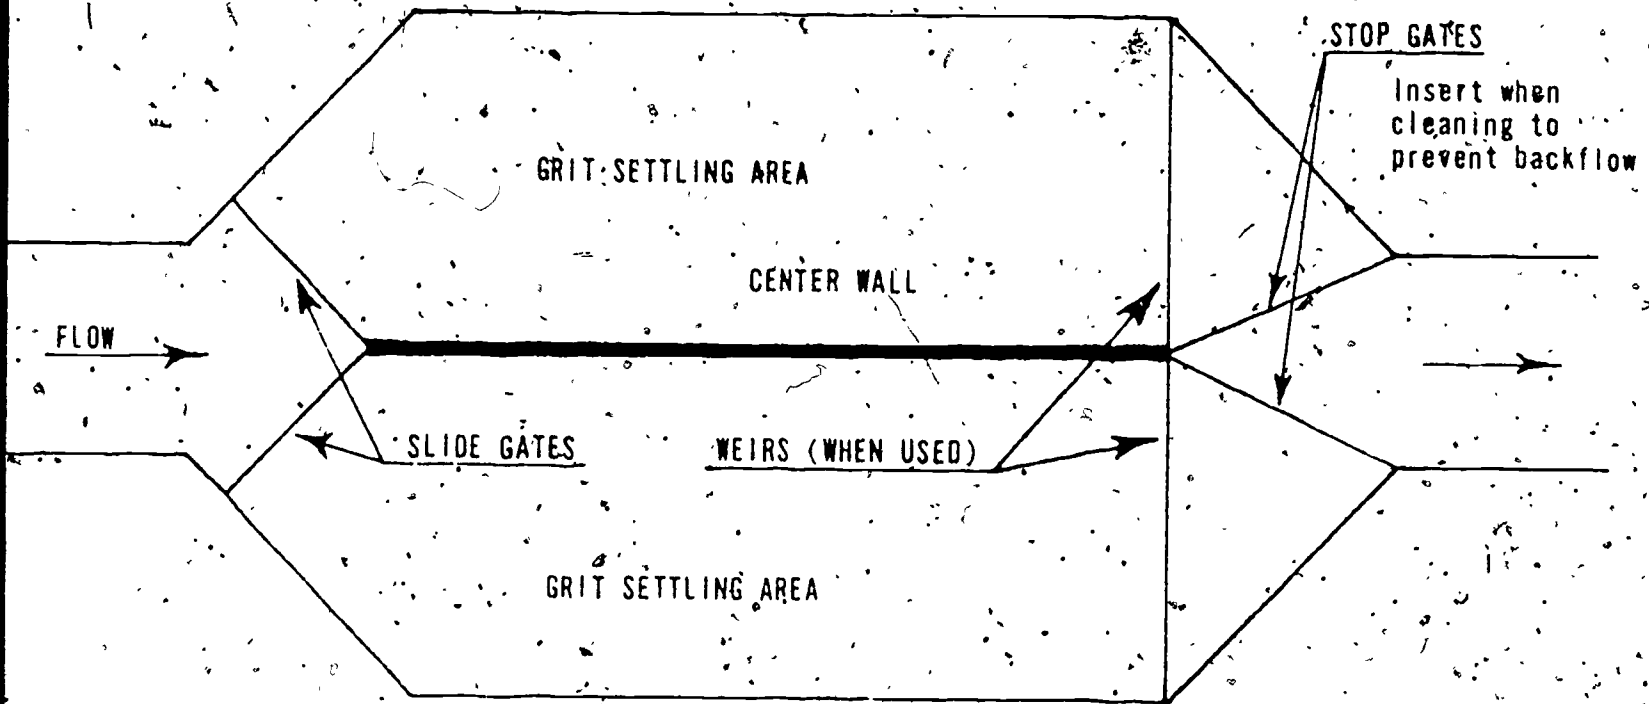 STOP GATES
Insert when
cleaning to
prevent backflow
GRIT SETTLING AREA
CENTER WALL
FLOW
SLIDE GATES
WEIRS (WHEN USED)
GRIT SETTLING AREA